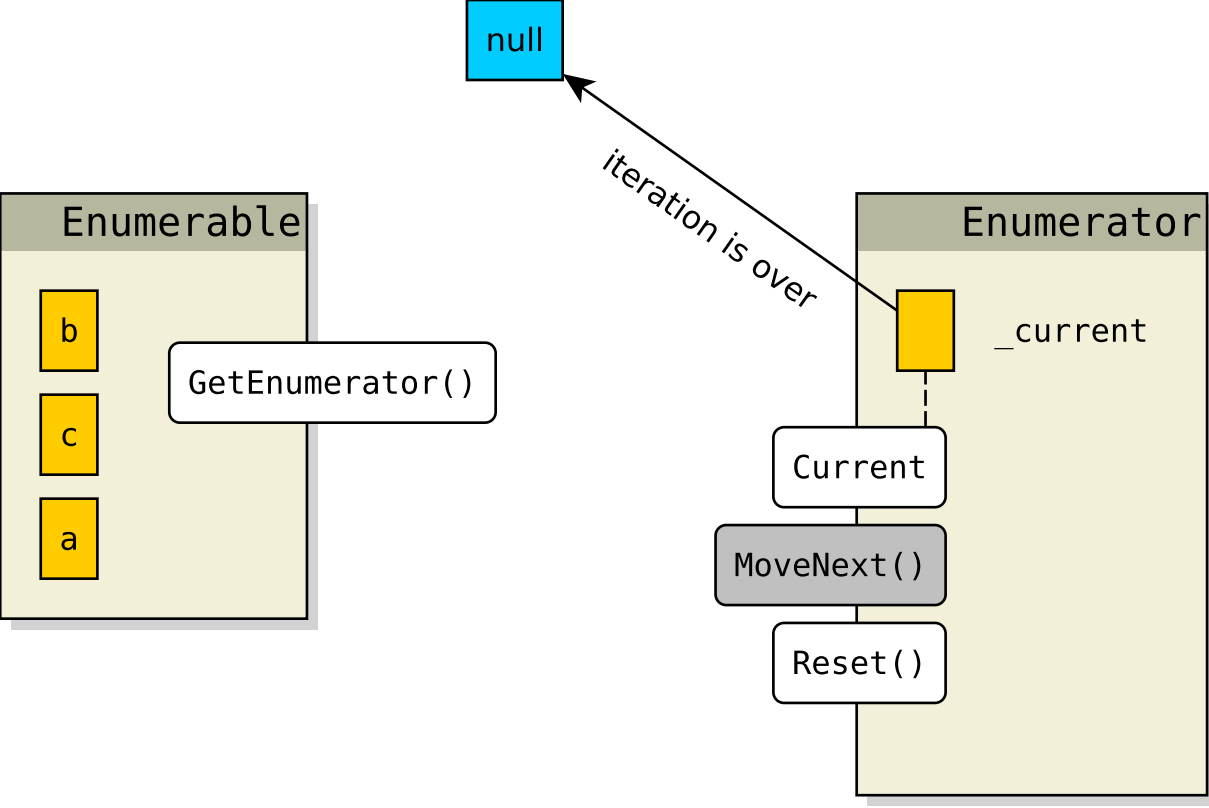 null
iteration is over
Enumerable
b
c
a
GetEnumerator()
Enumerator
_current
Current
MoveNext()
Reset()